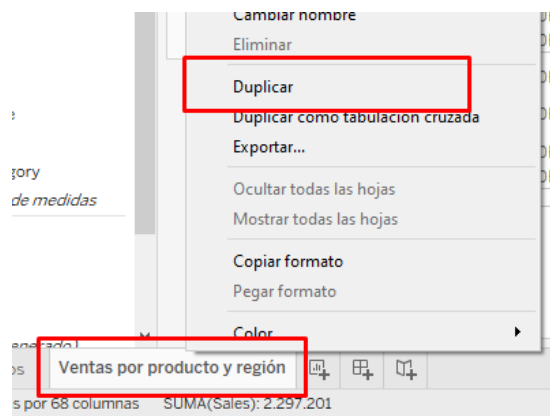 Cambiar nombre
Eliminar
Duplicar
Duplicar como tabulación cruzada
Exportar...
gory
de medidas
Ocultar todas las hojas
Mostrar todas las hojas
Copiar formato
Pegar formato
Color
os
Ventas por producto y región
s por 68 columnas SUMA(Sales): 2.297.201